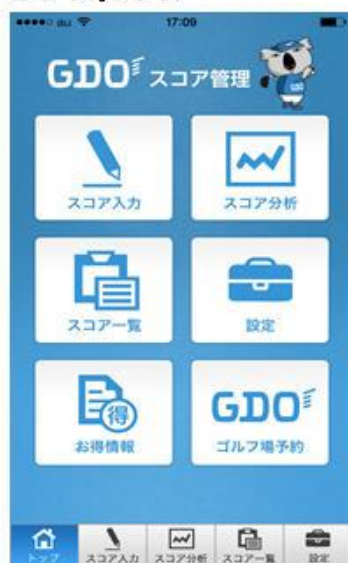 au 17:09
GDO スコア管理
GDO
スコア入力
スコア分析
スコア一覧
設定
得
お得情報
GDO
ゴルフ場予約
トップ
スコア入力
スコア分析
スコア一覧
設定